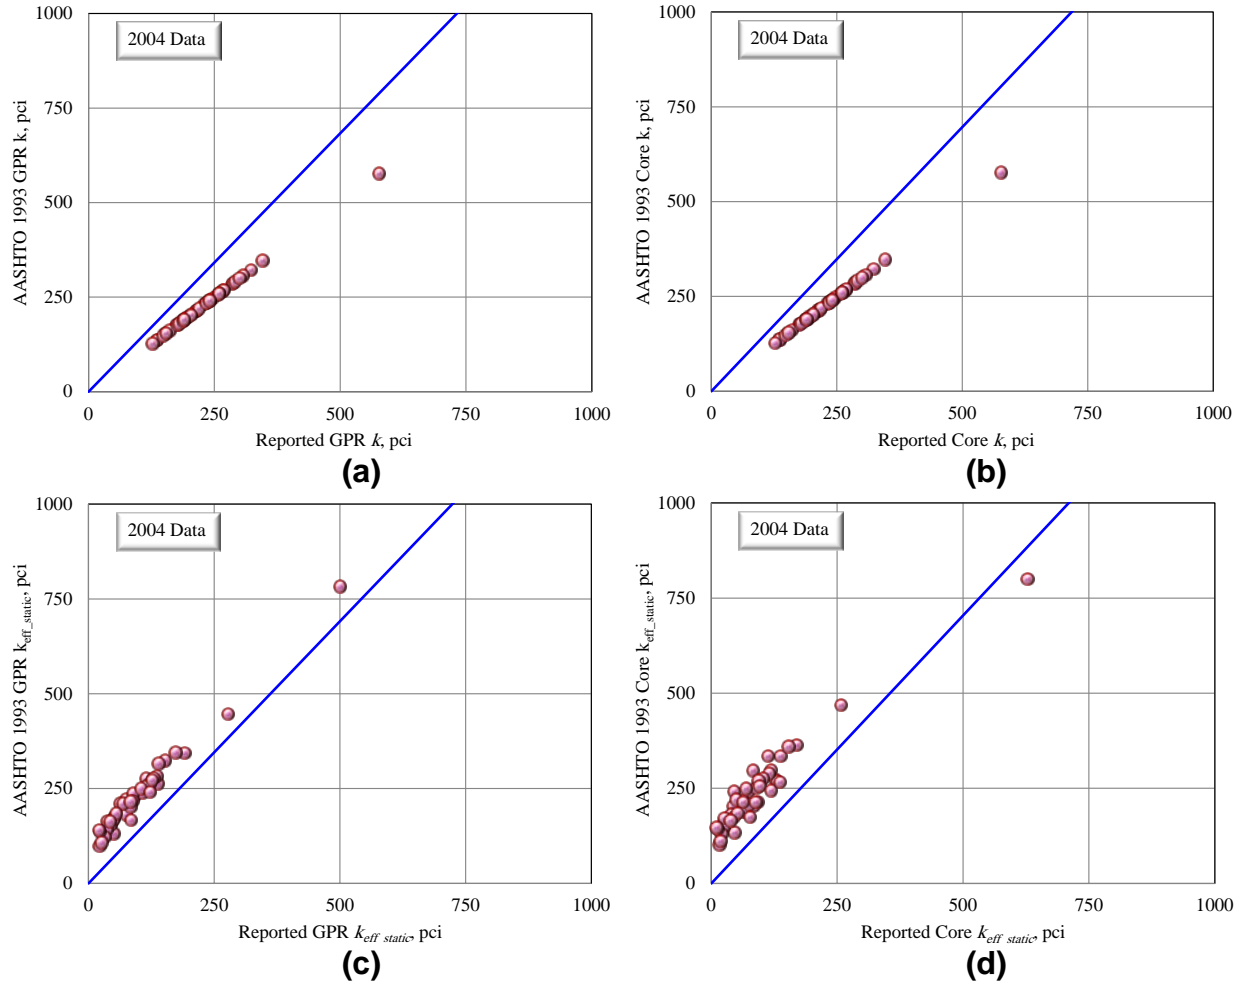 2004 Data
AASHTO 1993 GPR k, pci
1000
750
500
250
0
0 250 500 750 1000
Reported GPR k, pci
(a)
2004 Data
AASHTO 1993 Core k, pci
1000
750
500
250
0
0 250 500 750 1000
Reported Core k, pci
(b)
2004 Data
AASHTO 1993 GPR keff_static, pci
1000
750
500
250
0
0 250 500 750 1000
Reported GPR keff static, pci
(c)
2004 Data
AASHTO 1993 Core keff_static, pci
1000
750
500
250
0
0 250 500 750 1000
Reported Core keff static, pci
(d)